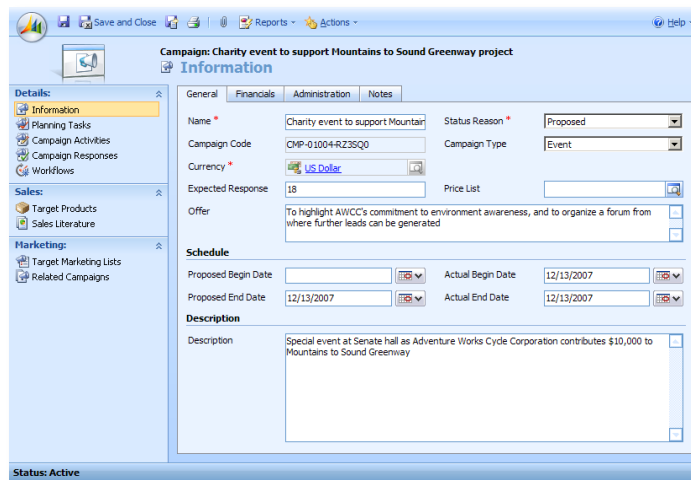 Save and Close Reports Actions Help
Campaign: Charity event to support Mountains to Sound Greenway project
Information
Details:
Information
Planning Tasks
Campaign Activities
Campaign Responses
Workflows
Sales:
Target Products
Sales Literature
Marketing:
Target Marketing Lists
Related Campaigns
General Financials Administration Notes
Name * Charity event to support Mountain Status Reason * Proposed
Campaign Code CMP-01004-RZ3SQ0 Campaign Type Event
Currency * US Dollar
Expected Response 18 Price List
Offer To highlight AWCC's commitment to environment awareness, and to organize a forum from
where further leads can be generated
Schedule
Proposed Begin Date Actual Begin Date 12/13/2007
Proposed End Date 12/13/2007 Actual End Date 12/13/2007
Description
Description Special event at Senate hall as Adventure Works Cycle Corporation contributes $10,000 to
Mountains to Sound Greenway
Status: Active